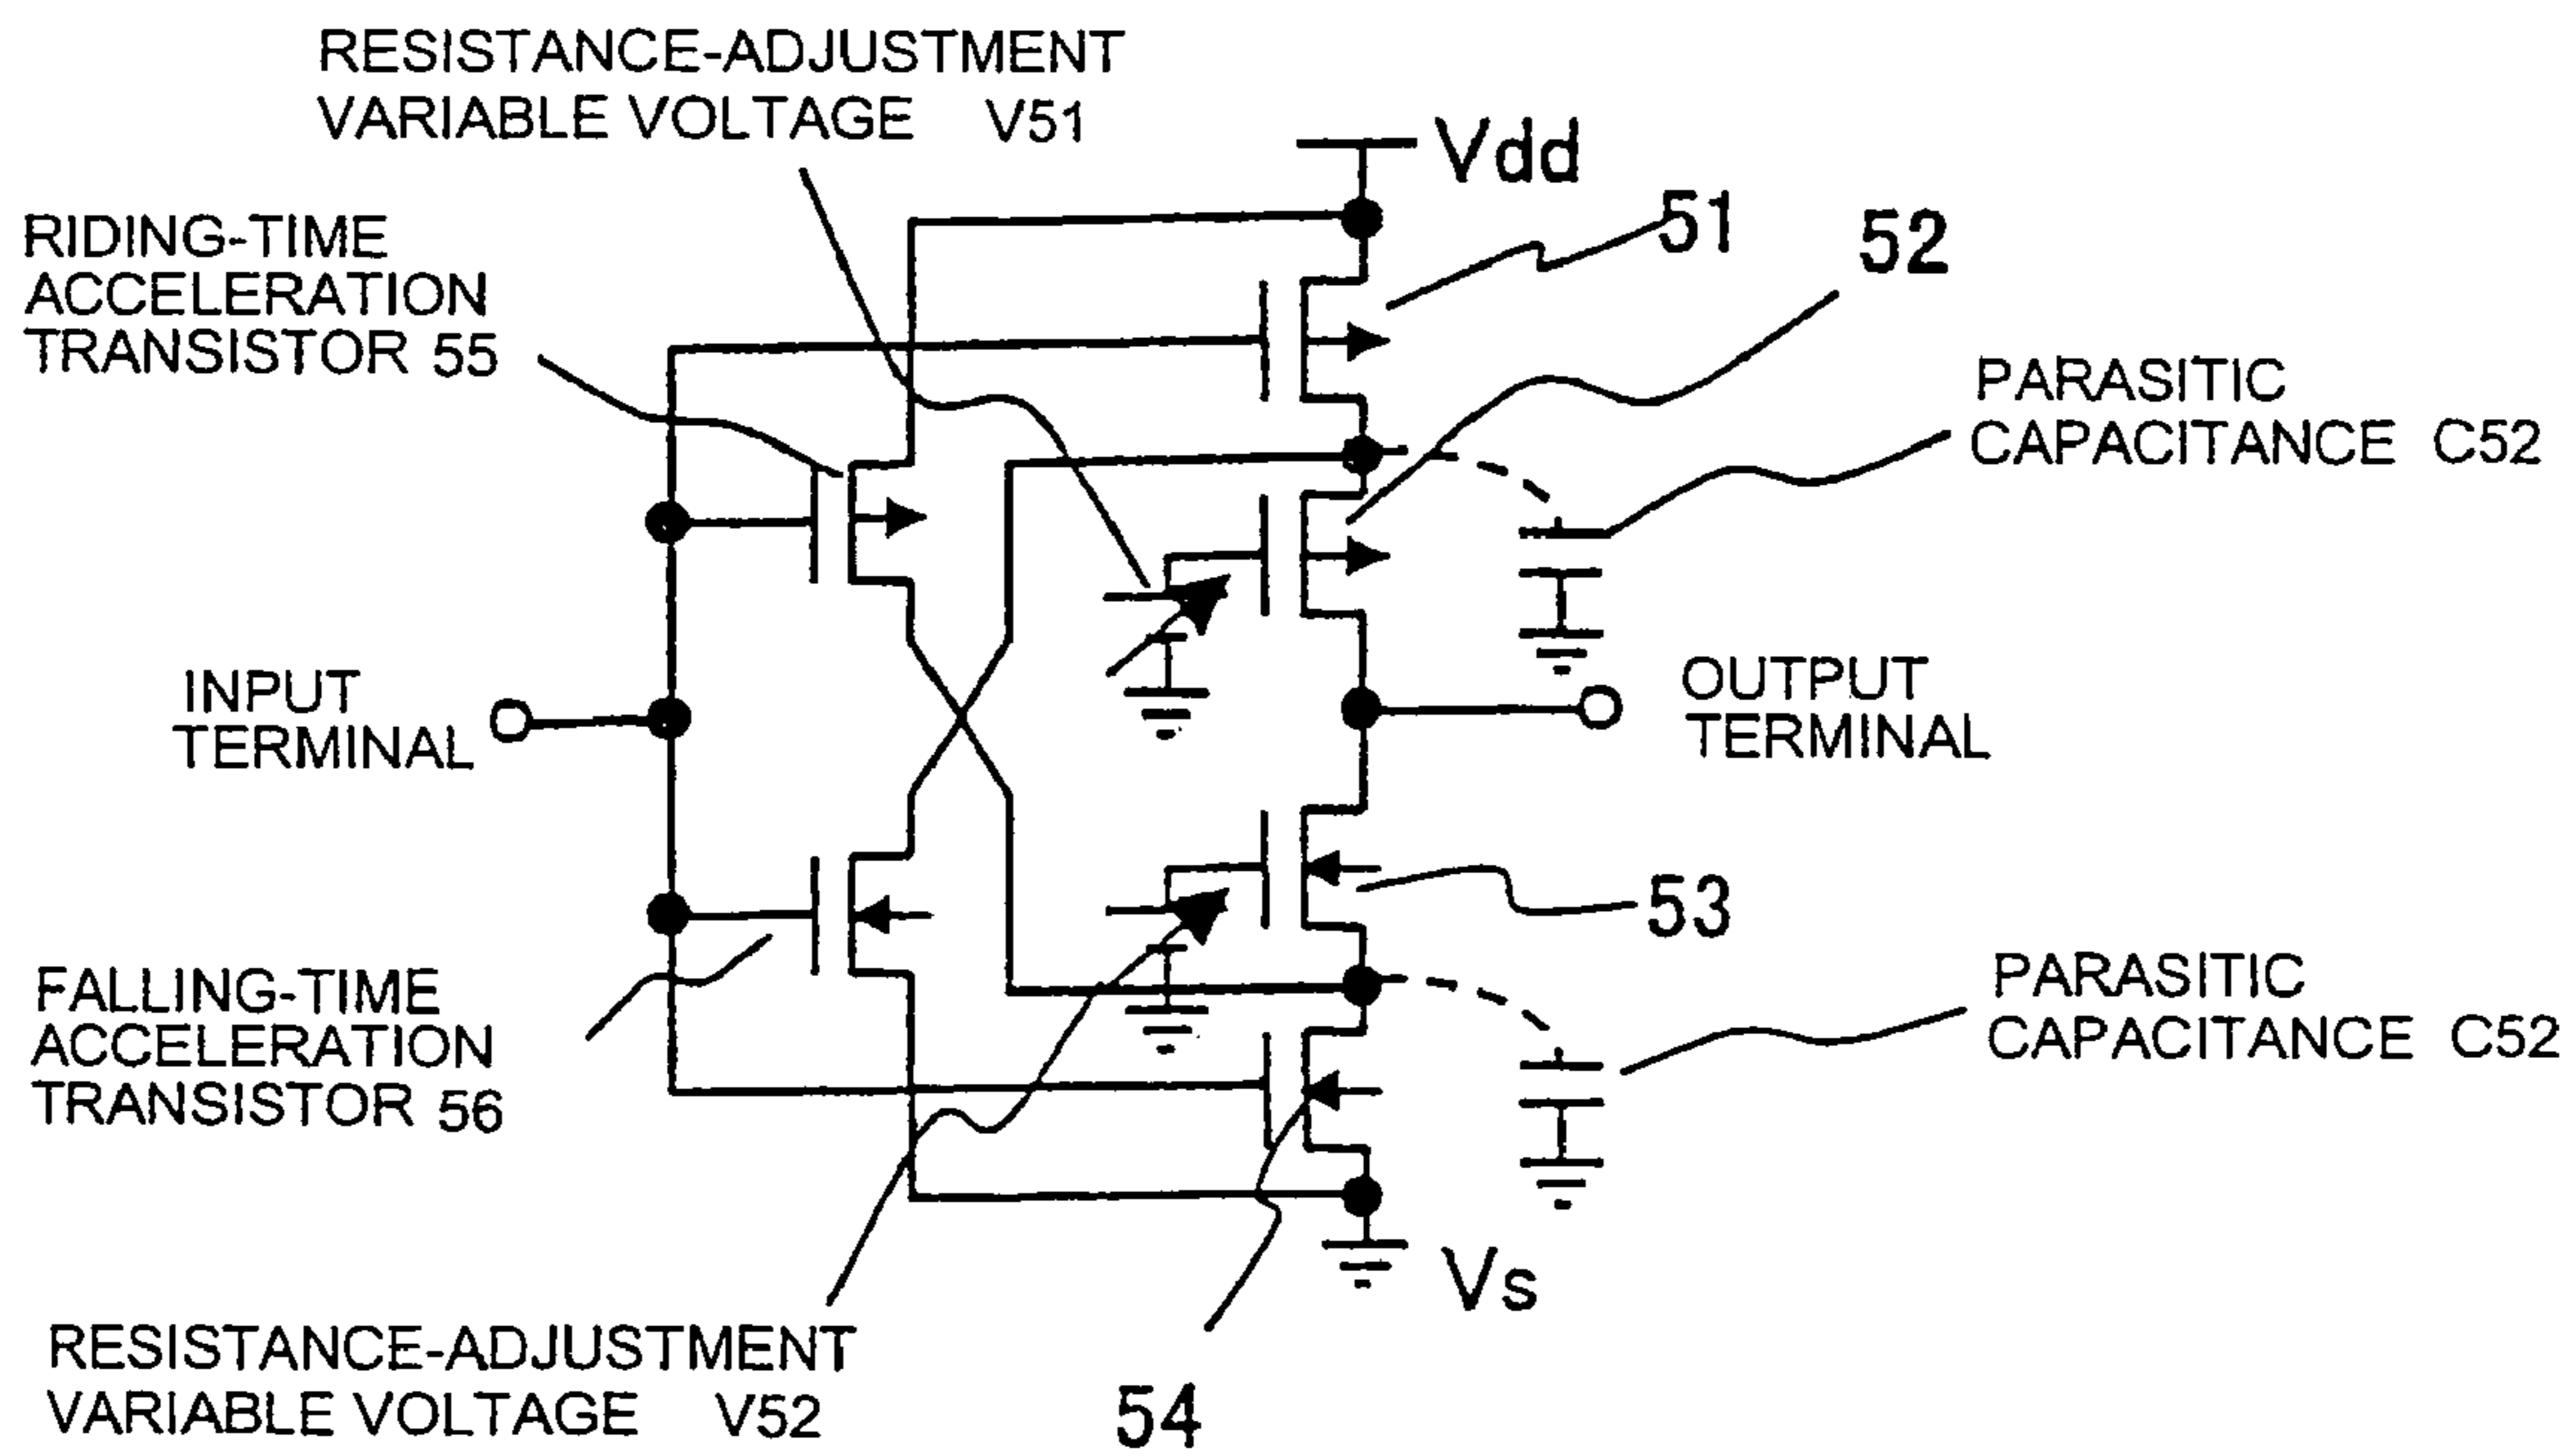 RESISTANCE-ADJUSTMENT
VARIABLE VOLTAGE V51
Vdd
51
52
RIDING-TIME
ACCELERATION
TRANSISTOR 55
PARASITIC
CAPACITANCE C52
INPUT
TERMINAL
OUTPUT
TERMINAL
53
FALLING-TIME
ACCELERATION
TRANSISTOR 56
PARASITIC
CAPACITANCE C52
Vs
RESISTANCE-ADJUSTMENT
VARIABLE VOLTAGE V52
54